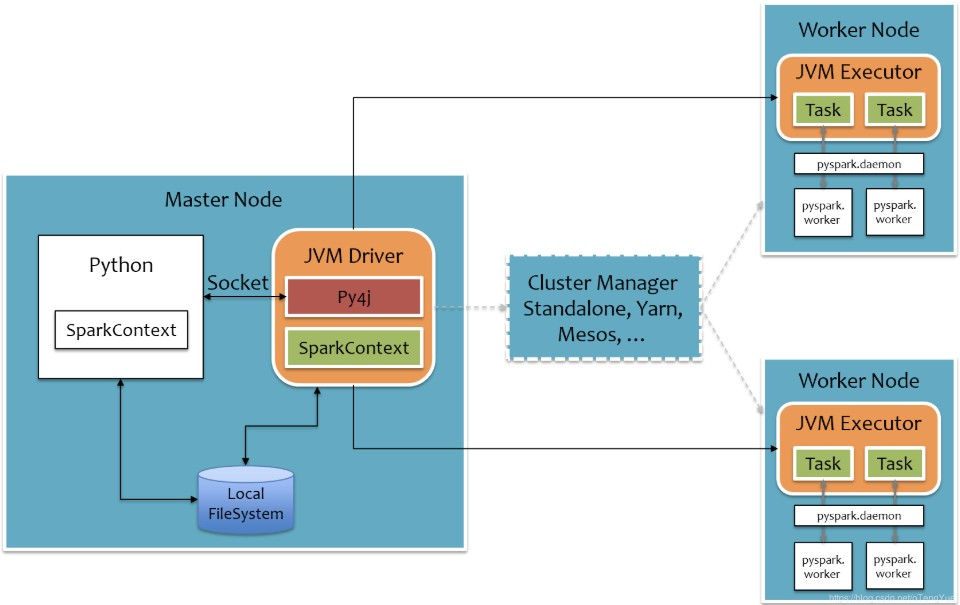 Worker Node
JVM Executor
Task
Task
pyspark.daemon
pyspark.
worker
pyspark.
worker
Master Node
Python
SparkContext
Socket
JVM Driver
Py4j
SparkContext
Local
FileSystem
Cluster Manager
Standalone, Yarn,
Mesos, ...
Worker Node
JVM Executor
Task
Task
pyspark.daemon
pyspark.
worker
pyspark.
worker